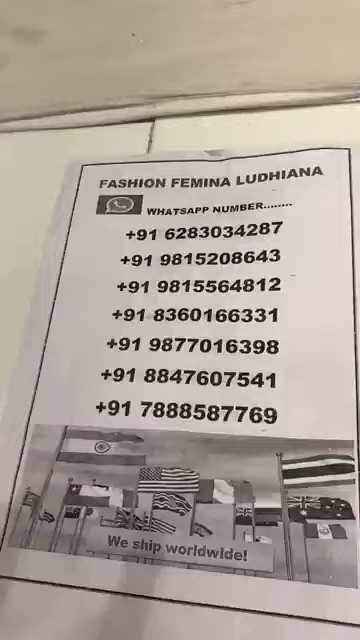 FASHION FEMINA LUDHIANA
WHATSAPP NUMBER........
+91 6283034287
+91 9815208643
+91 9815564812
+91 8360166331
+91 9877016398
+91 8847607541
+91 7888587769
We ship worldwide!